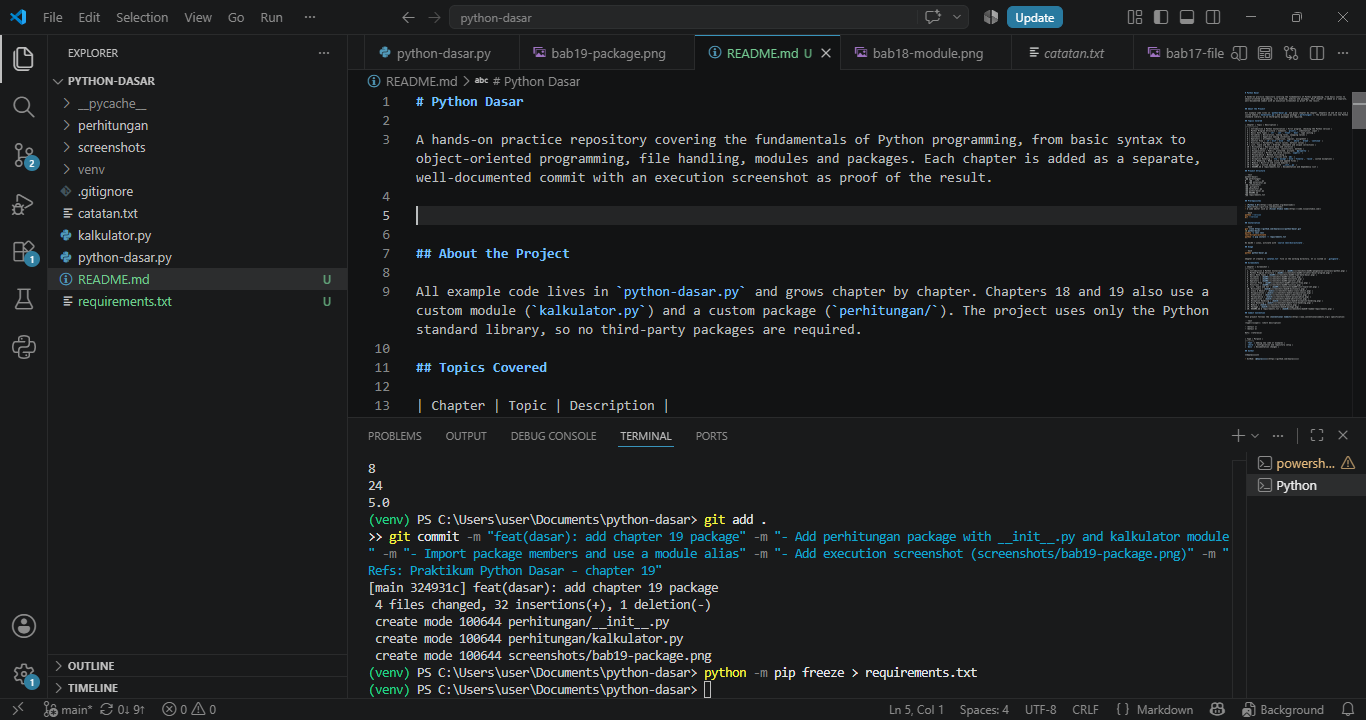 File Edit Selection View Go Run ··· python-dasar Update
EXPLORER ···
PYTHON-DASAR
__pycache__
perhitungan
screenshots
venv
.gitignore
catatan.txt
kalkulator.py
python-dasar.py
README.md U
requirements.txt U
OUTLINE
TIMELINE
2
1
1
python-dasar.py bab19-package.png README.md U bab18-module.png catatan.txt bab17-file
README.md > abc # Python Dasar
1 # Python Dasar
2
3 A hands-on practice repository covering the fundamentals of Python programming, from basic syntax to
object-oriented programming, file handling, modules and packages. Each chapter is added as a separate,
well-documented commit with an execution screenshot as proof of the result.
4
5
6
7 ## About the Project
8
9 All example code lives in `python-dasar.py` and grows chapter by chapter. Chapters 18 and 19 also use a
custom module (`kalkulator.py`) and a custom package (`perhitungan/`). The project uses only the Python
standard library, so no third-party packages are required.
10
11 ## Topics Covered
12
13 | Chapter | Topic | Description |
PROBLEMS OUTPUT DEBUG CONSOLE TERMINAL PORTS
powersh...
Python
8
24
5.0
(venv) PS C:\Users\user\Documents\python-dasar> git add .
>> git commit -m "feat(dasar): add chapter 19 package" -m "- Add perhitungan package with __init__.py and kalkulator module
" -m "- Import package members and use a module alias" -m "- Add execution screenshot (screenshots/bab19-package.png)" -m "
Refs: Praktikum Python Dasar - chapter 19"
[main 324931c] feat(dasar): add chapter 19 package
4 files changed, 32 insertions(+), 1 deletion(-)
create mode 100644 perhitungan/__init__.py
create mode 100644 perhitungan/kalkulator.py
create mode 100644 screenshots/bab19-package.png
(venv) PS C:\Users\user\Documents\python-dasar> python -m pip freeze > requirements.txt
(venv) PS C:\Users\user\Documents\python-dasar>
main* 0↓ 9↑ 0 0 Ln 5, Col 1 Spaces: 4 UTF-8 CRLF {} Markdown Background